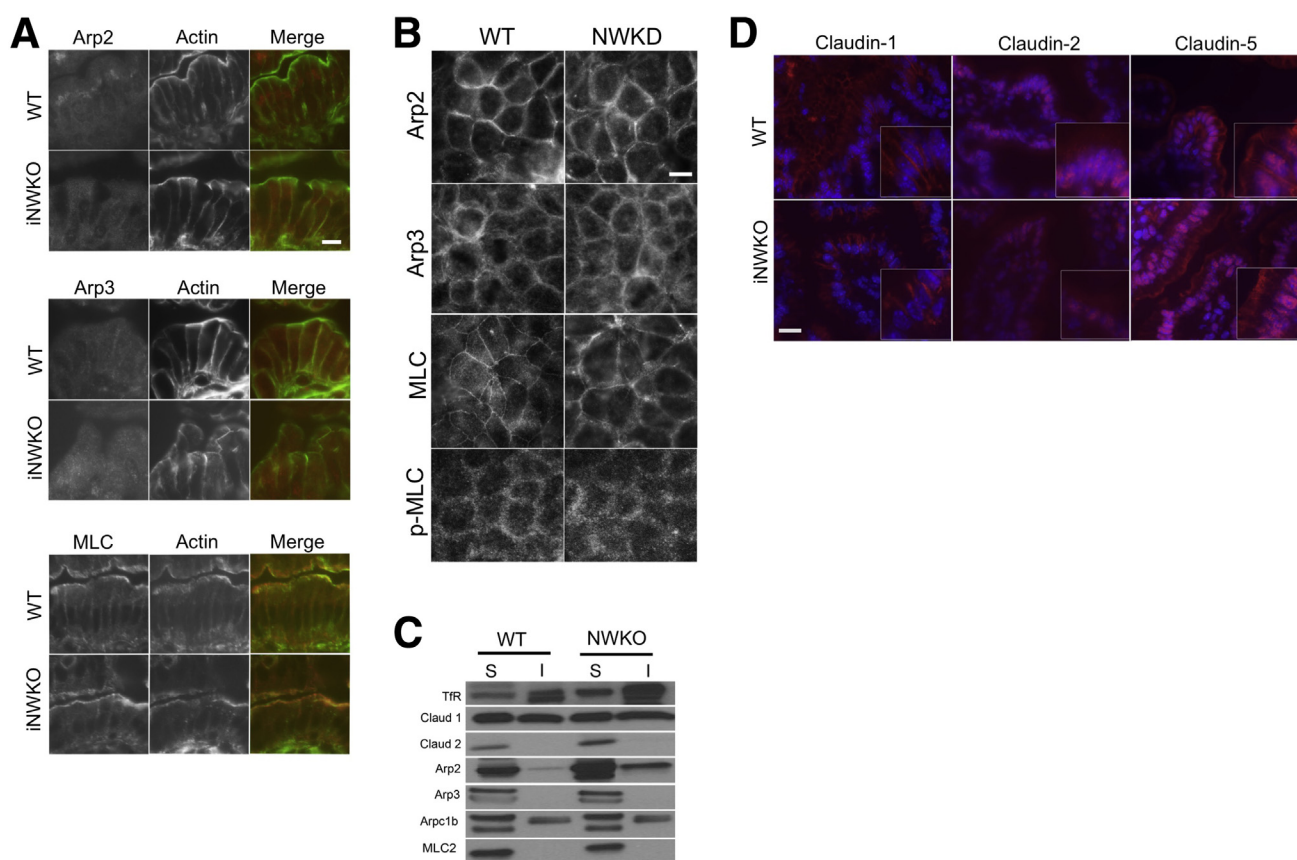 A
Arp2 Actin Merge
WT
iNWKO
Arp3 Actin Merge
WT
iNWKO
MLC Actin Merge
WT
iNWKO
B
WT NWKD
Arp2
Arp3
MLC
p-MLC
C
WT NWKO
S I S I
TfR
Claud 1
Claud 2
Arp2
Arp3
Arpc1b
MLC2
D
Claudin-1 Claudin-2 Claudin-5
WT
iNWKO